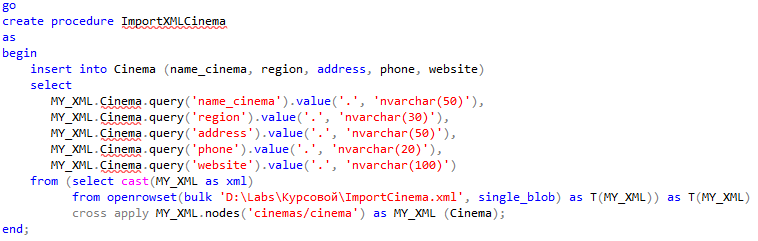 go
create procedure ImportXMLCinema
as
begin
    insert into Cinema (name_cinema, region, address, phone, website)
    select
       MY_XML.Cinema.query('name_cinema').value('.', 'nvarchar(50)'),
       MY_XML.Cinema.query('region').value('.', 'nvarchar(30)'),
       MY_XML.Cinema.query('address').value('.', 'nvarchar(50)'),
       MY_XML.Cinema.query('phone').value('.', 'nvarchar(20)'),
       MY_XML.Cinema.query('website').value('.', 'nvarchar(100)')
    from (select cast(MY_XML as xml)
          from openrowset(bulk 'D:\Labs\Курсовой\ImportCinema.xml', single_blob) as T(MY_XML)) as T(MY_XML)
          cross apply MY_XML.nodes('cinemas/cinema') as MY_XML (Cinema);
end;